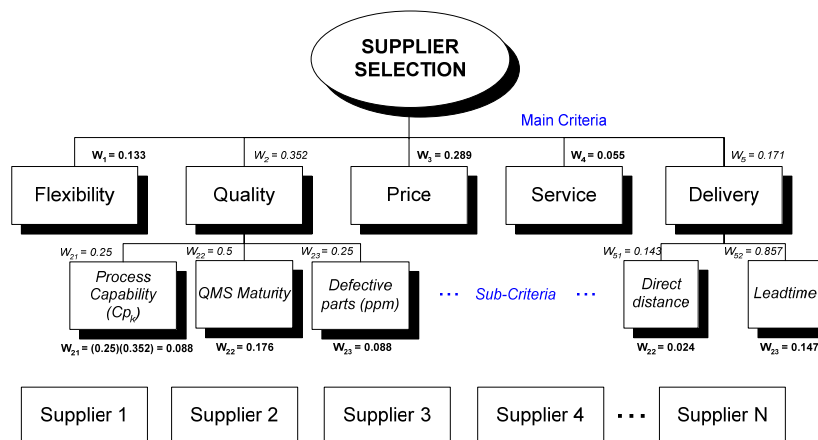 SUPPLIER
SELECTION
Main Criteria
W1 = 0.133
W2 = 0.352
W3 = 0.289
W4 = 0.055
W5 = 0.171
Flexibility
Quality
Price
Service
Delivery
W21 = 0.25
W22 = 0.5
W23 = 0.25
W51 = 0.143
W52 = 0.857
Process
Capability
(Cpk)
QMS Maturity
Defective
parts (ppm)
... Sub-Criteria ...
Direct
distance
Leadtime
W21 = (0.25)(0.352) = 0.088
W22 = 0.176
W23 = 0.088
W22 = 0.024
W23 = 0.147
Supplier 1
Supplier 2
Supplier 3
Supplier 4
...
Supplier N